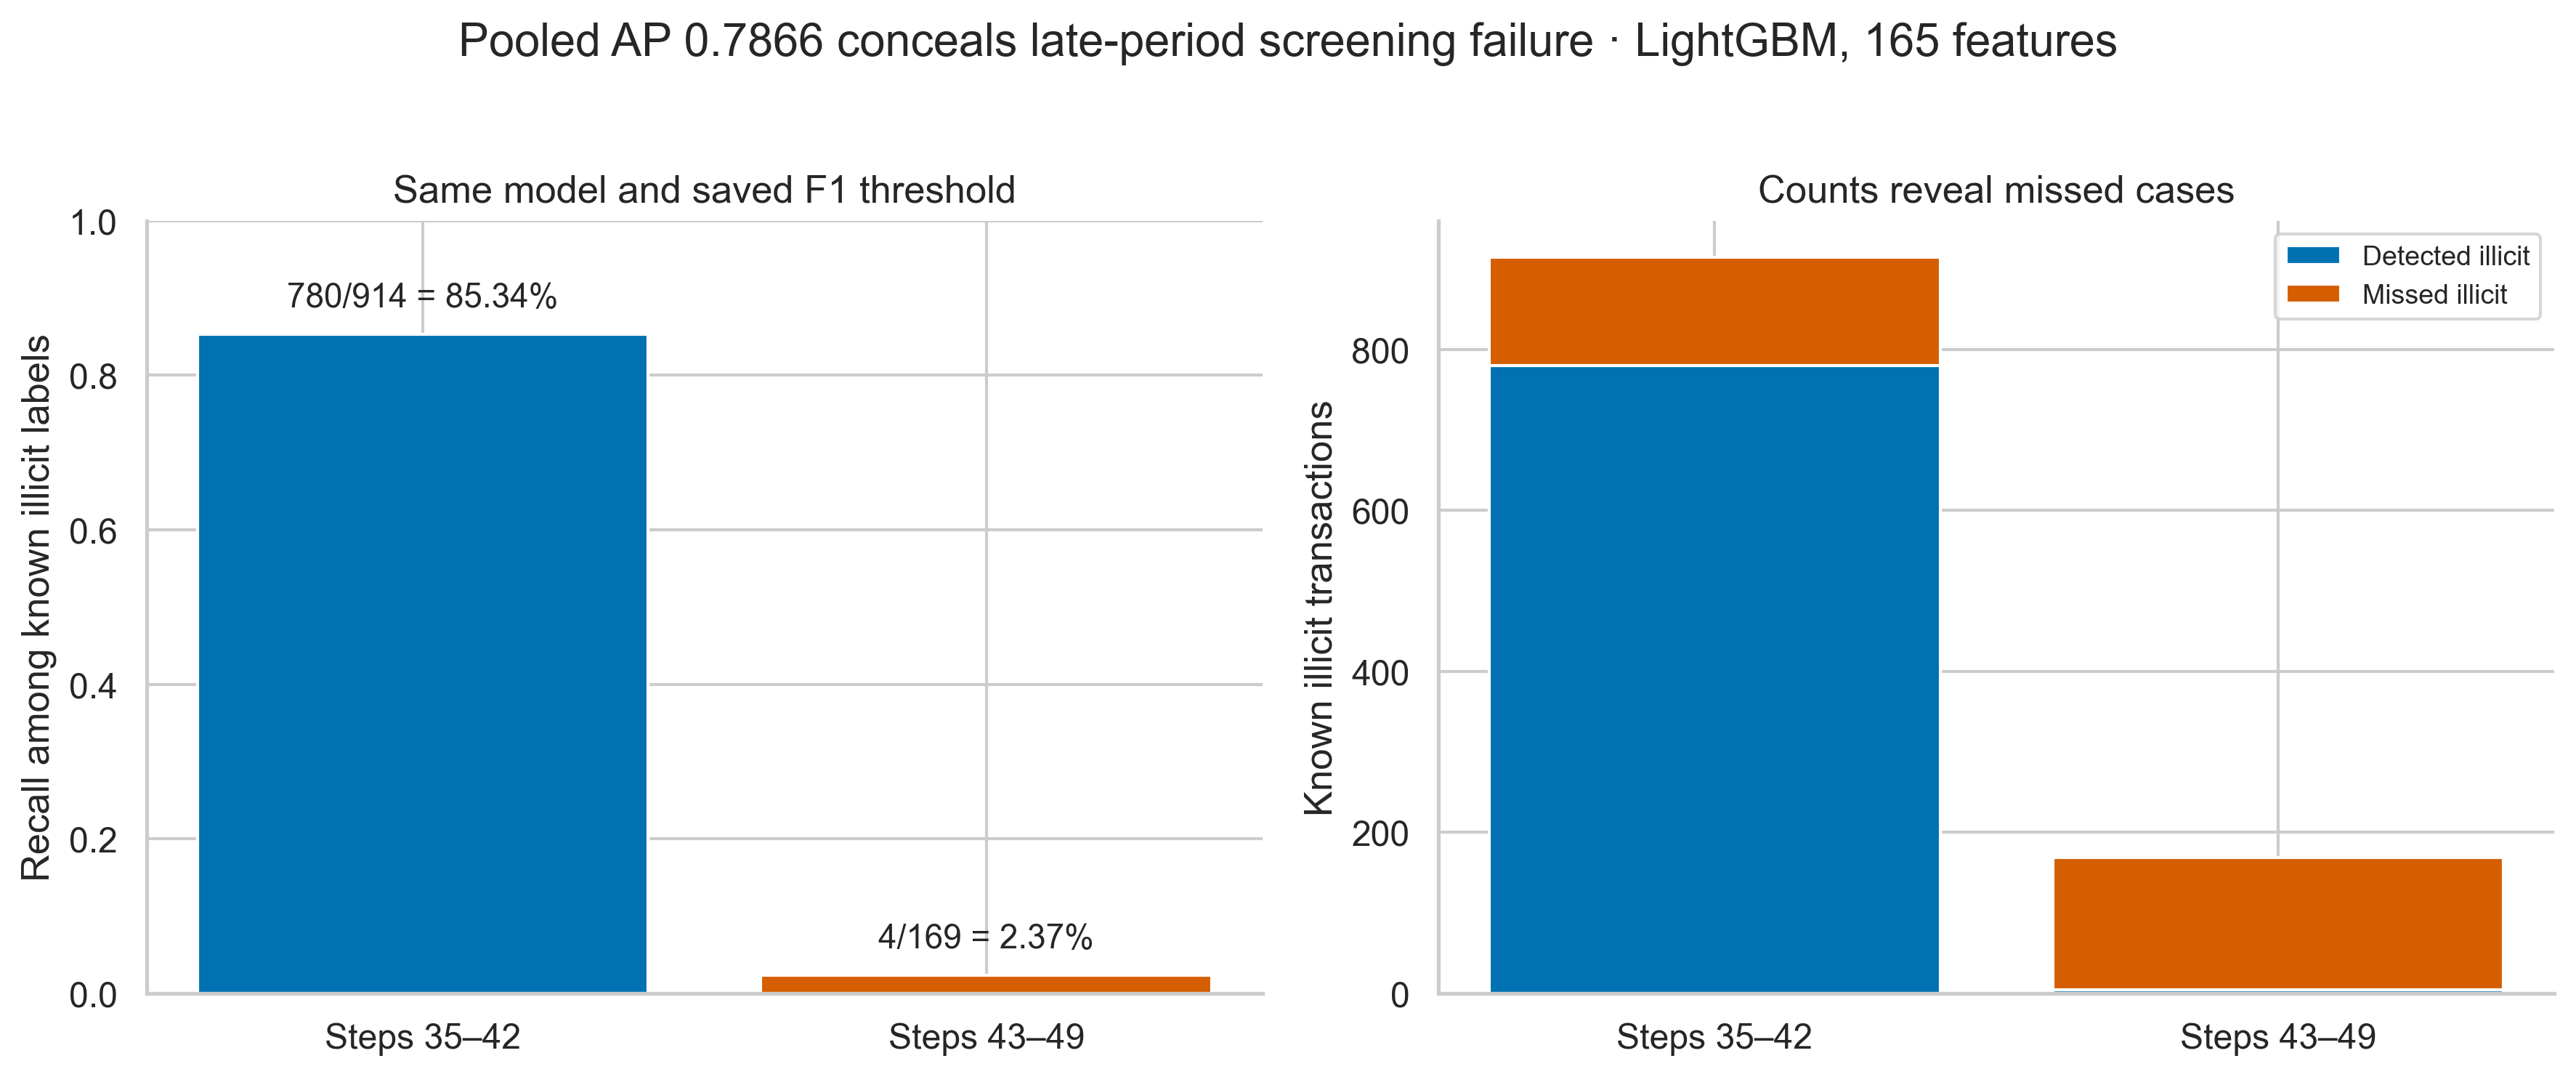 Pooled AP 0.7866 conceals late-period screening failure · LightGBM, 165 features
Same model and saved F1 threshold
Recall among known illicit labels
1.0
0.8
0.6
0.4
0.2
0.0
780/914 = 85.34%
4/169 = 2.37%
Steps 35–42
Steps 43–49
Counts reveal missed cases
Known illicit transactions
800
600
400
200
0
Detected illicit
Missed illicit
Steps 35–42
Steps 43–49